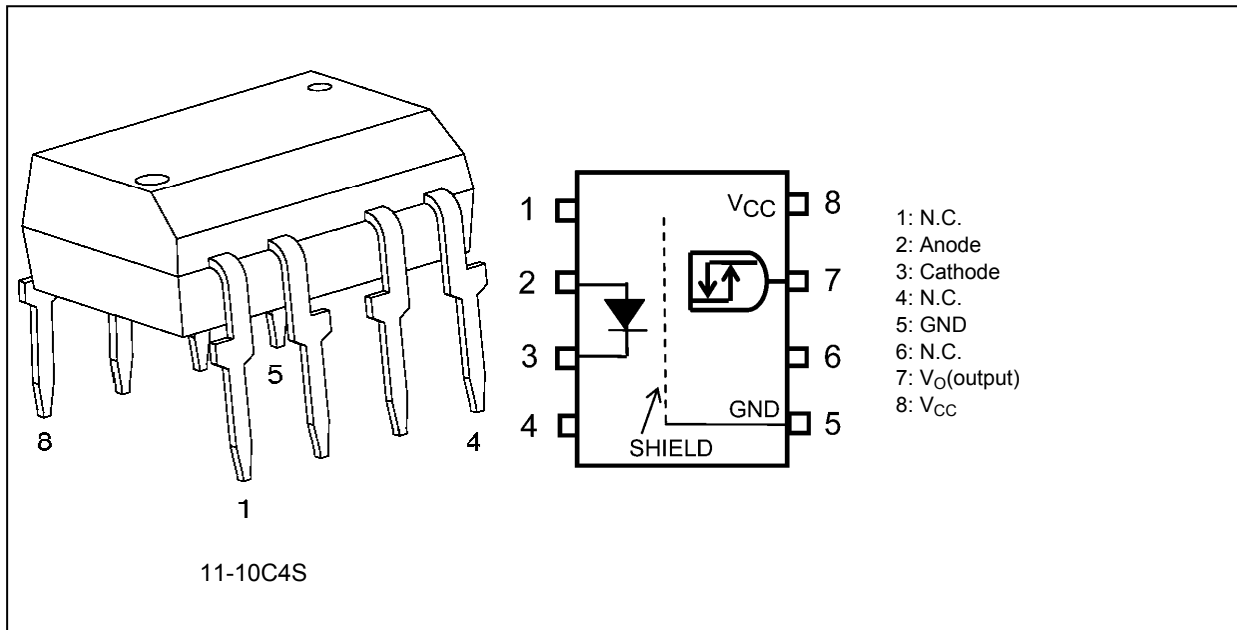 8
5
4
1
11-10C4S
1
2
3
4
VCC
8
7
6
GND
5
SHIELD
1: N.C.
2: Anode
3: Cathode
4: N.C.
5: GND
6: N.C.
7: VO(output)
8: VCC